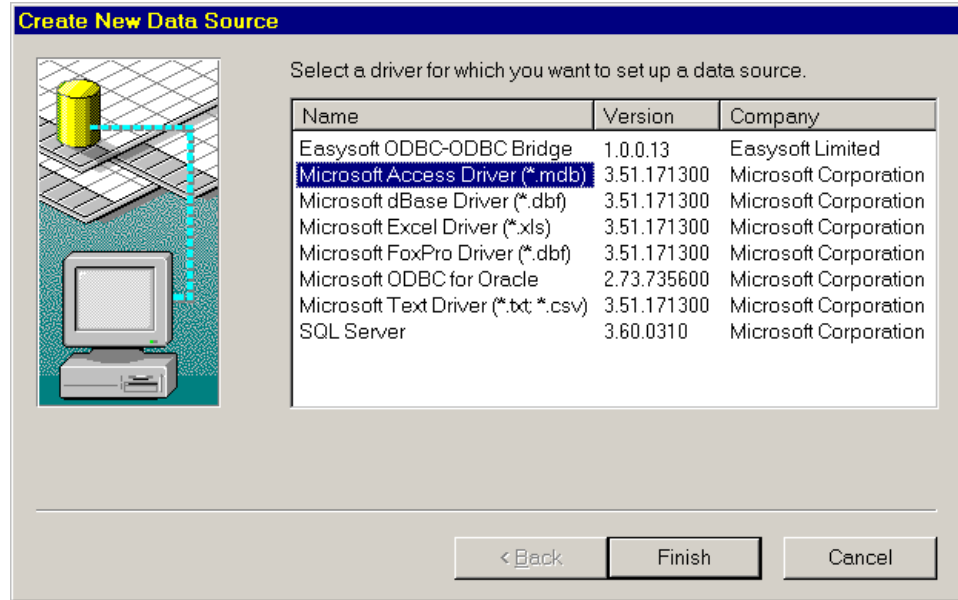 Create New Data Source
Select a driver for which you want to set up a data source.
Name Version Company
Easysoft ODBC-ODBC Bridge 1.0.0.13 Easysoft Limited
Microsoft Access Driver (*.mdb) 3.51.171300 Microsoft Corporation
Microsoft dBase Driver (*.dbf) 3.51.171300 Microsoft Corporation
Microsoft Excel Driver (*.xls) 3.51.171300 Microsoft Corporation
Microsoft FoxPro Driver (*.dbf) 3.51.171300 Microsoft Corporation
Microsoft ODBC for Oracle 2.73.735600 Microsoft Corporation
Microsoft Text Driver (*.txt; *.csv) 3.51.171300 Microsoft Corporation
SQL Server 3.60.0310 Microsoft Corporation
< Back Finish Cancel